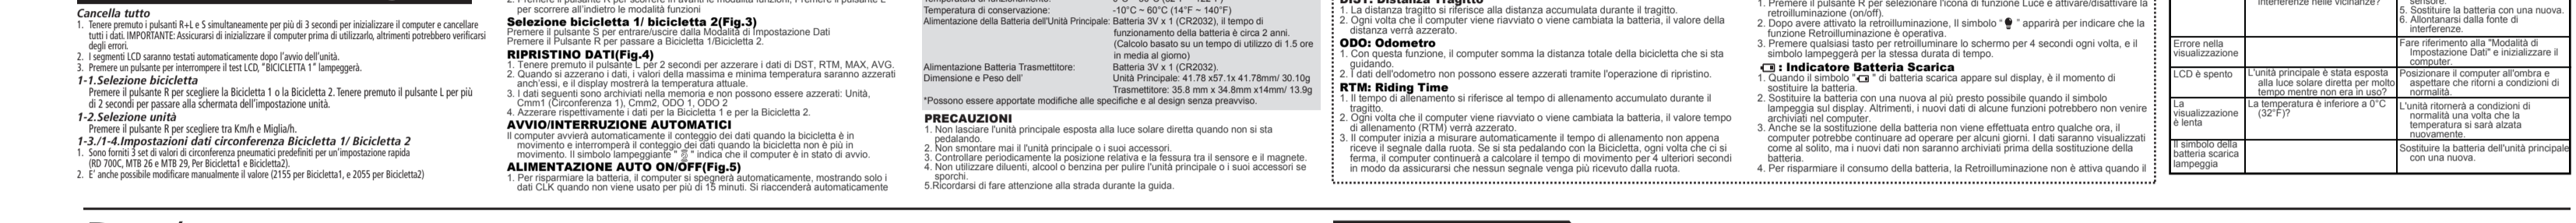 Cancella tutto
1. Tenere premuto i pulsanti R+L e S simultaneamente per più di 3 secondi per inizializzare il computer e cancellare
tutti i dati. IMPORTANTE: Assicurarsi di inizializzare il computer prima di utilizzarlo, altrimenti potrebbero verificarsi
degli errori.
2. I segmenti LCD saranno testati automaticamente dopo l'avvio dell'unità.
3. Premere un pulsante per interrompere il test LCD, "BICICLETTA 1" lampeggerà.
1-1.Selezione bicicletta
Premere il pulsante R per scegliere la Bicicletta 1 o la Bicicletta 2. Tenere premuto il pulsante L per più
di 2 secondi per passare alla schermata dell'impostazione unità.
1-2.Selezione unità
Premere il pulsante R per scegliere tra Km/h e Miglia/h.
1-3./1-4.Impostazioni dati circonferenza Bicicletta 1/ Bicicletta 2
1. Sono forniti 3 set di valori di circonferenza pneumatici predefiniti per un'impostazione rapida
(RD 700C, MTB 26 e MTB 29, Per Bicicletta1 e Bicicletta2).
2. E' anche possibile modificare manualmente il valore (2155 per Bicicletta1, e 2055 per Bicicletta2)
per scorrere all'indietro le modalità funzioni
Selezione bicicletta 1/ bicicletta 2(Fig.3)
Premere il pulsante S per entrare/uscire dalla Modalità di Impostazione Dati
Premere il Pulsante R per passare a Bicicletta 1/Bicicletta 2.
RIPRISTINO DATI(Fig.4)
1. Tenere premuto il pulsante L per 2 secondi per azzerare i dati di DST, RTM, MAX, AVG.
2. Quando si azzerano i dati, i valori della massima e minima temperatura saranno azzerati
anch'essi, e il display mostrerà la temperatura attuale.
3. I dati seguenti sono archiviati nella memoria e non possono essere azzerati: Unità,
Cmm1 (Circonferenza 1), Cmm2, ODO 1, ODO 2
4. Azzerare rispettivamente i dati per la Bicicletta 1 e per la Bicicletta 2.
AVVIO/INTERRUZIONE AUTOMATICI
Il computer avvierà automaticamente il conteggio dei dati quando la bicicletta è in
movimento e interromperà il conteggio dei dati quando la bicicletta non è più in
movimento. Il simbolo lampeggiante " " indica che il computer è in stato di avvio.
ALIMENTAZIONE AUTO ON/OFF(Fig.5)
1. Per risparmiare la batteria, il computer si spegnerà automaticamente, mostrando solo i
dati CLK quando non viene usato per più di 15 minuti. Si riaccenderà automaticamente
Temperatura di conservazione: -10°C ~ 60°C (14°F ~ 140°F)
Alimentazione della Batteria dell'Unità Principale: Batteria 3V x 1 (CR2032), il tempo di
funzionamento della batteria è circa 2 anni.
(Calcolo basato su un tempo di utilizzo di 1.5 ore
in media al giorno)
Alimentazione Batteria Trasmettitore: Batteria 3V x 1 (CR2032).
Dimensione e Peso dell' Unità Principale: 41.78 x57.1x 41.78mm/ 30.10g
Trasmettitore: 35.8 mm x 34.8mm x14mm/ 13.9g
*Possono essere apportate modifiche alle specifiche e al design senza preavviso.
PRECAUZIONI
1. Non lasciare l'unità principale esposta alla luce solare diretta quando non si sta
pedalando.
2. Non smontare mai il l'unità principale o i suoi accessori.
3. Controllare periodicamente la posizione relativa e la fessura tra il sensore e il magnete.
4. Non utilizzare diluenti, alcool o benzina per pulire l'unità principale o i suoi accessori se
sporchi.
5.Ricordarsi di fare attenzione alla strada durante la guida.
DIST: Distanza Tragitto
1. La distanza tragitto si riferisce alla distanza accumulata durante il tragitto.
2. Ogni volta che il computer viene riavviato o viene cambiata la batteria, il valore della
distanza verrà azzerato.
ODO: Odometro
1. Con questa funzione, il computer somma la distanza totale della bicicletta che si sta
guidando.
2. I dati dell'odometro non possono essere azzerati tramite l'operazione di ripristino.
RTM: Riding Time
1. Il tempo di allenamento si riferisce al tempo di allenamento accumulato durante il
tragitto.
2. Ogni volta che il computer viene riavviato o viene cambiata la batteria, il valore tempo
di allenamento (RTM) verrà azzerato.
3. Il computer inizia a misurare automaticamente il tempo di allenamento non appena
riceve il segnale dalla ruota. Se si sta pedalando con la Bicicletta, ogni volta che ci si
ferma, il computer continuerà a calcolare il tempo di movimento per 4 ulteriori secondi
in modo da assicurarsi che nessun segnale venga più ricevuto dalla ruota.
1. Premere il pulsante R per selezionare l'icona di funzione Luce e attivare/disattivare la
retroilluminazione (on/off).
2. Dopo avere attivato la retroilluminazione, Il simbolo " " apparirà per indicare che la
funzione Retroilluminazione è operativa.
3. Premere qualsiasi tasto per retroilluminare lo schermo per 4 secondi ogni volta, e il
simbolo lampeggerà per la stessa durata di tempo.
: Indicatore Batteria Scarica
1. Quando il simbolo " " di batteria scarica appare sul display, è il momento di
sostituire la batteria.
2. Sostituire la batteria con una nuova al più presto possibile quando il simbolo
lampeggia sul display. Altrimenti, i nuovi dati di alcune funzioni potrebbero non venire
archiviati nel computer.
3. Anche se la sostituzione della batteria non viene effettuata entro qualche ora, il
computer potrebbe continuare ad operare per alcuni giorni. I dati saranno visualizzati
come al solito, ma i nuovi dati non saranno archiviati prima della sostituzione della
batteria.
4. Per risparmiare il consumo della batteria, la Retroilluminazione non è attiva quando il
interferenze nelle vicinanze?
sensore.
5. Sostituire la batteria con una nuova.
6. Allontanarsi dalla fonte di
interferenze.
Errore nella
visualizzazione
Fare riferimento alla "Modalità di
Impostazione Dati" e inizializzare il
computer.
LCD è spento
L'unità principale è stata esposta
alla luce solare diretta per molto
tempo mentre non era in uso?
Posizionare il computer all'ombra e
aspettare che ritorni a condizioni di
normalità.
La
visualizzazione
è lenta
La temperatura è inferiore a 0°C
(32°F)?
L'unità ritornerà a condizioni di
normalità una volta che la
temperatura si sarà alzata
nuovamente.
Il simbolo della
batteria scarica
lampeggia
Sostituire la batteria dell'unità principale
con una nuova.